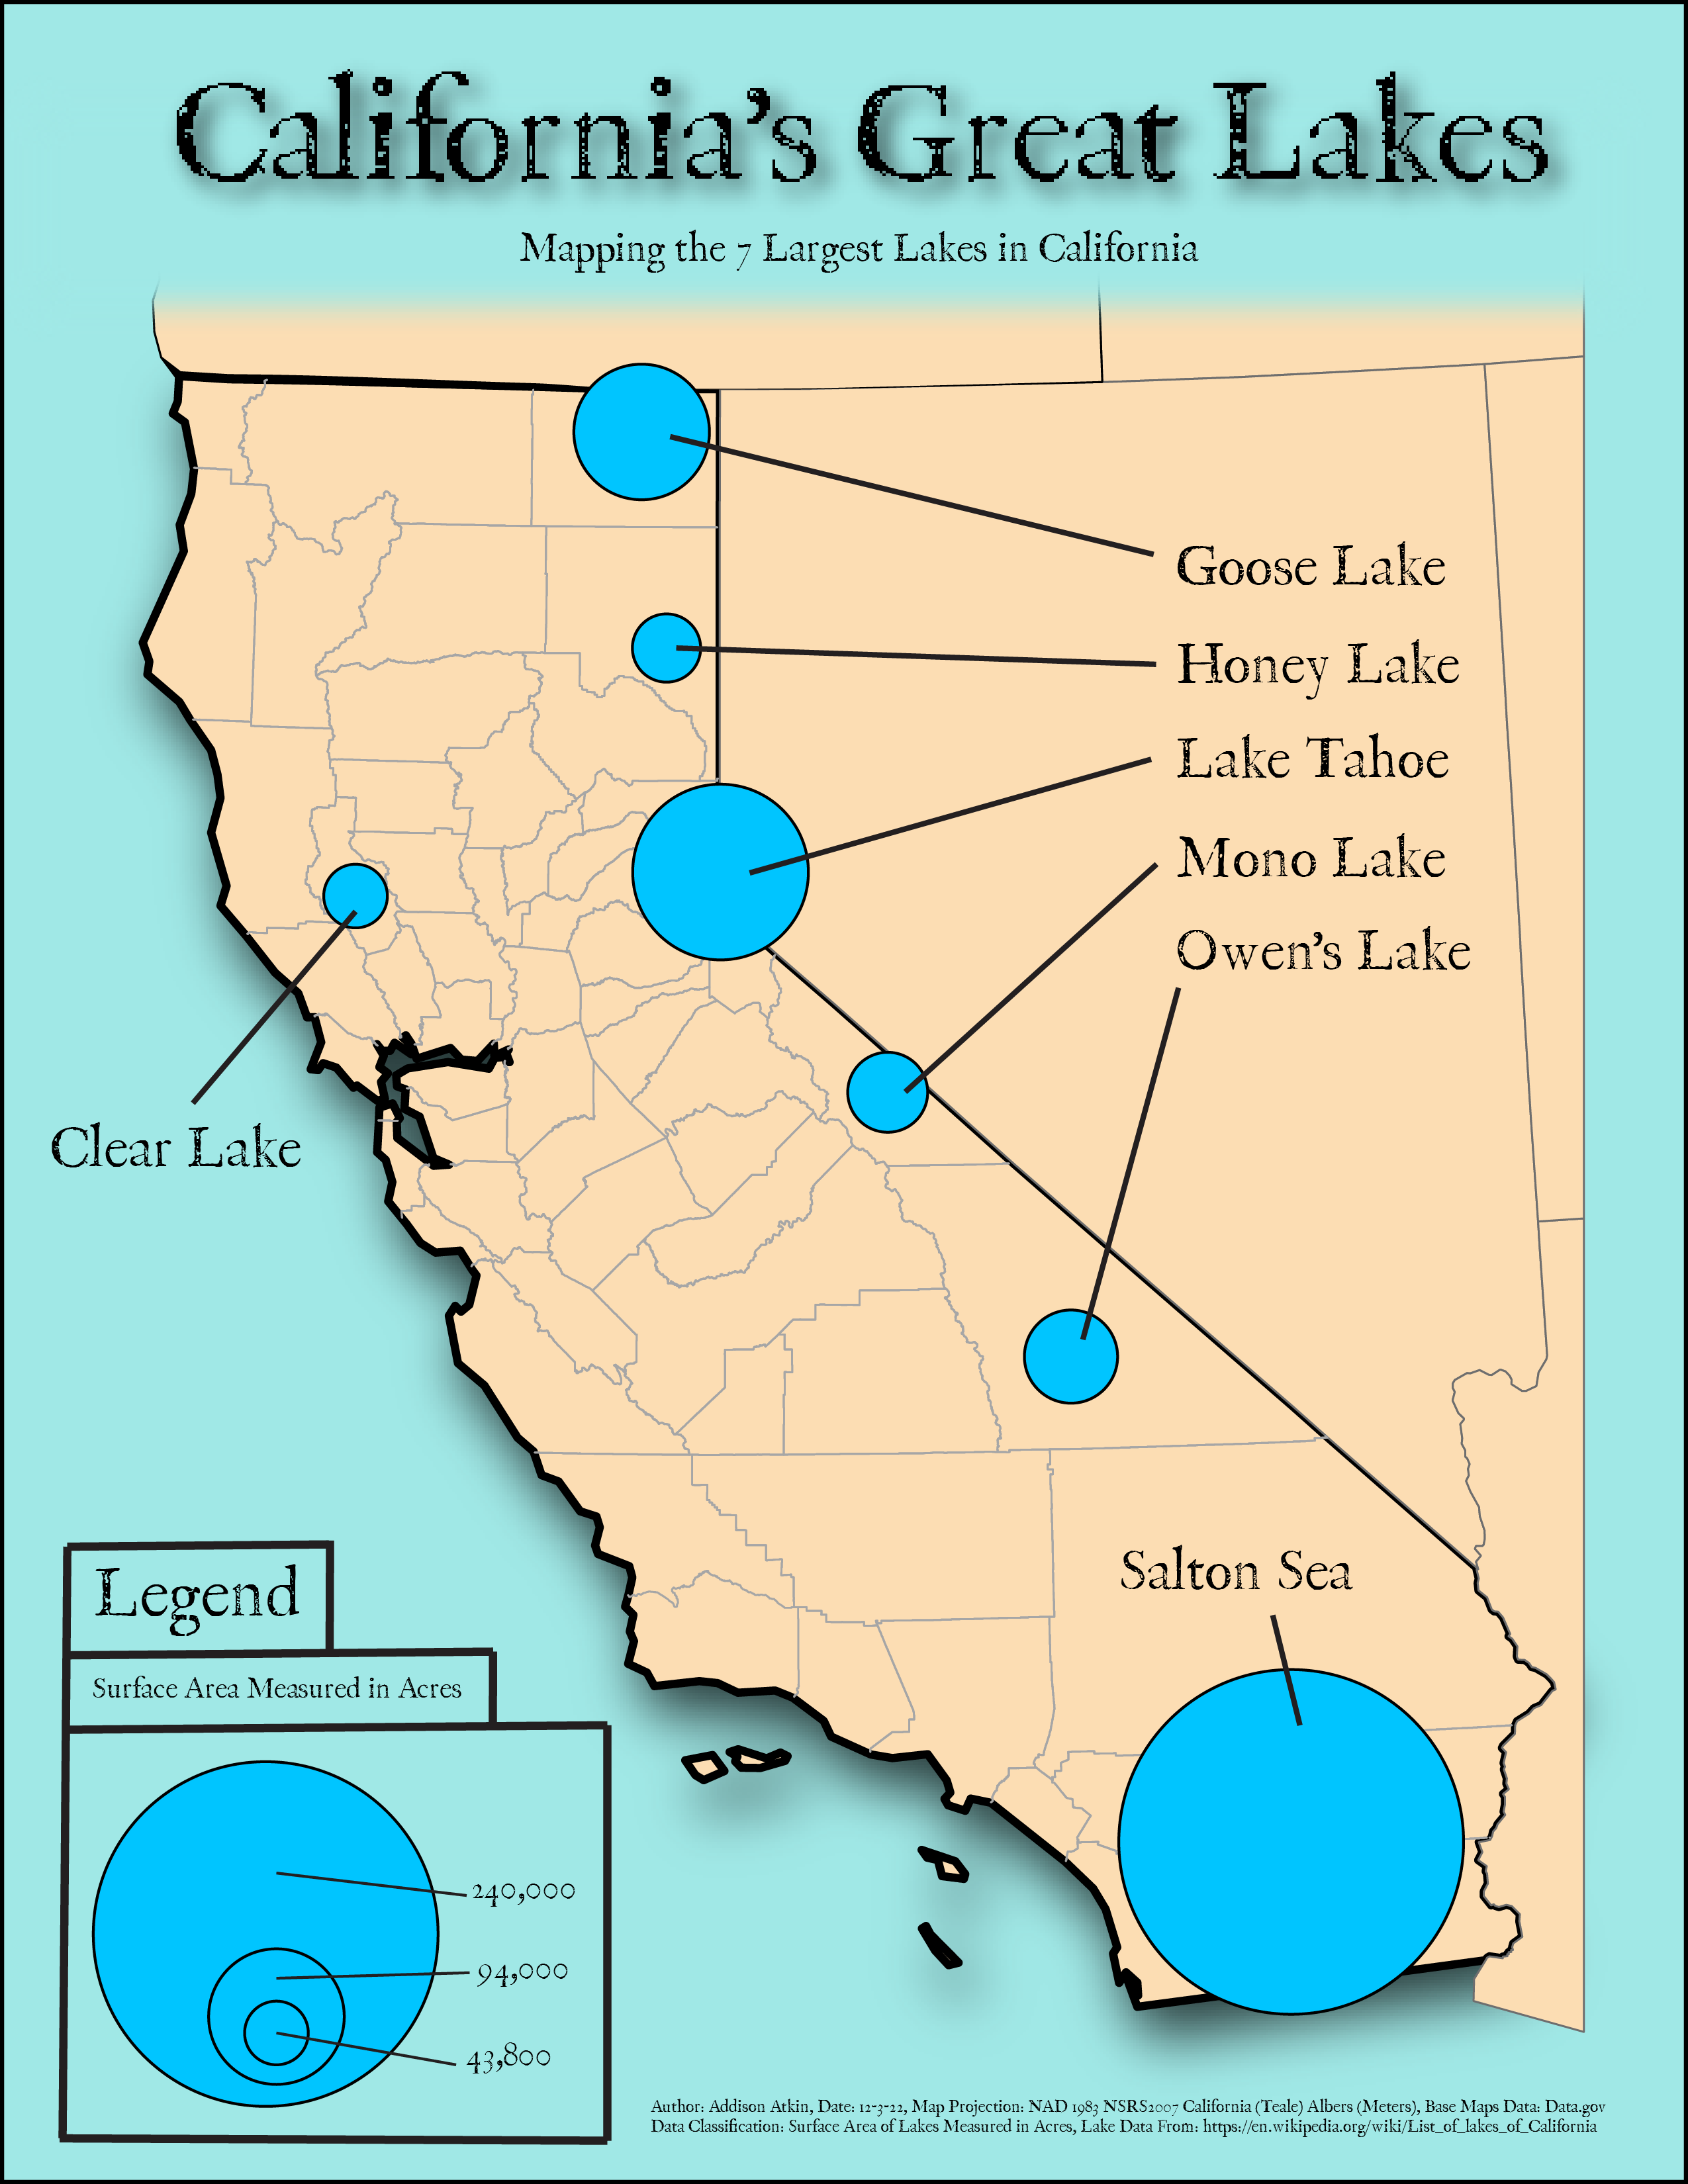 California's Great Lakes
Mapping the 7 Largest Lakes in California
Goose Lake
Honey Lake
Lake Tahoe
Mono Lake
Owen's Lake
Clear Lake
Salton Sea
Legend
Surface Area Measured in Acres
240,000
94,000
43,800
Author: Addison Atkin, Date: 12-3-22, Map Projection: NAD 1983 NSRS2007 California (Teale) Albers (Meters), Base Maps Data: Data.gov
Data Classification: Surface Area of Lakes Measured in Acres, Lake Data From: https://en.wikipedia.org/wiki/List_of_lakes_of_California